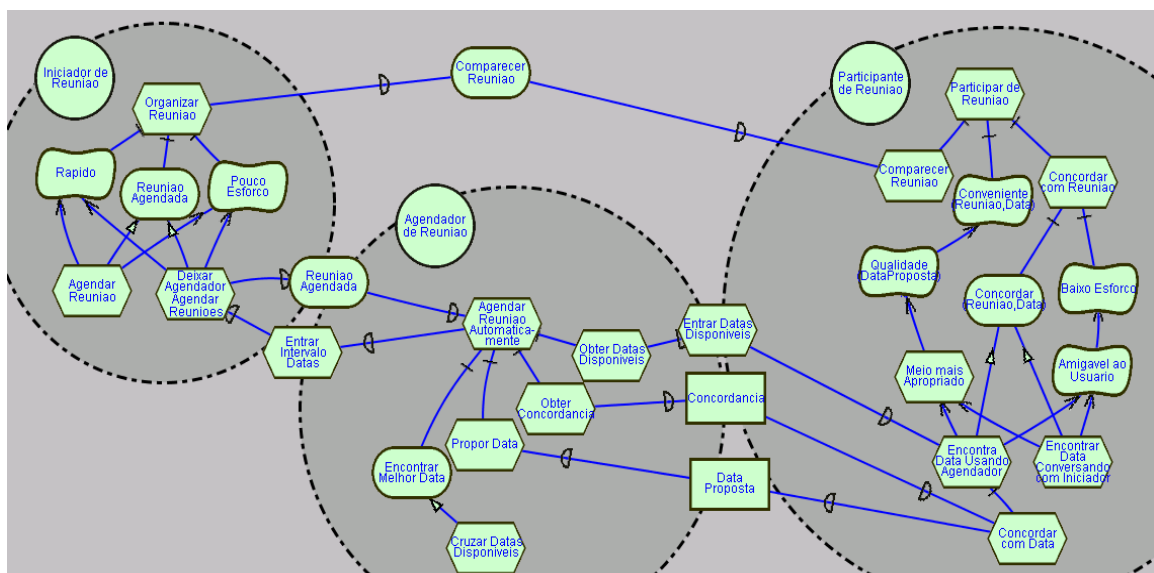 Iniciador de
Reuniao
Organizar
Reuniao
Rapido
Reuniao
Agendada
Pouco
Esforco
Agendar
Reuniao
Deixar
Agendador
Agendar
Reunioes
Comparecer
Reuniao
Agendador
de Reuniao
Reuniao
Agendada
Entrar
Intervalo
Datas
Agendar
Reuniao
Automatica-
mente
Obter Datas
Disponiveis
Obter
Concordancia
Propor Data
Encontrar
Melhor Data
Cruzar Datas
Disponiveis
Entrar Datas
Disponiveis
Concordancia
Data
Proposta
Participante
de Reuniao
Participar de
Reuniao
Comparecer
Reuniao
Conveniente
(Reuniao,Data)
Concordar
com Reuniao
Qualidade
(DataProposta)
Concordar
(Reuniao,Data)
Baixo Esforco
Meio mais
Apropriado
Amigavel ao
Usuario
Encontra
Data Usando
Agendador
Encontrar
Data
Conversando
com Iniciador
Concordar
com Data